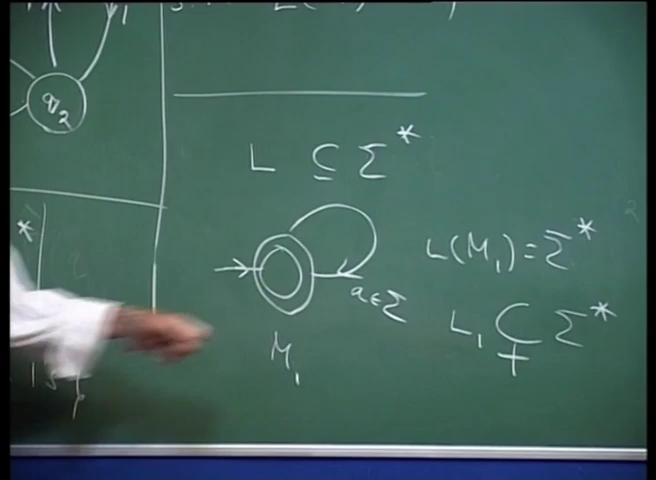 q2
L ⊆ Σ*
*
L(M1) = Σ*
a ∈ Σ
L1 ⊊ Σ*
M1